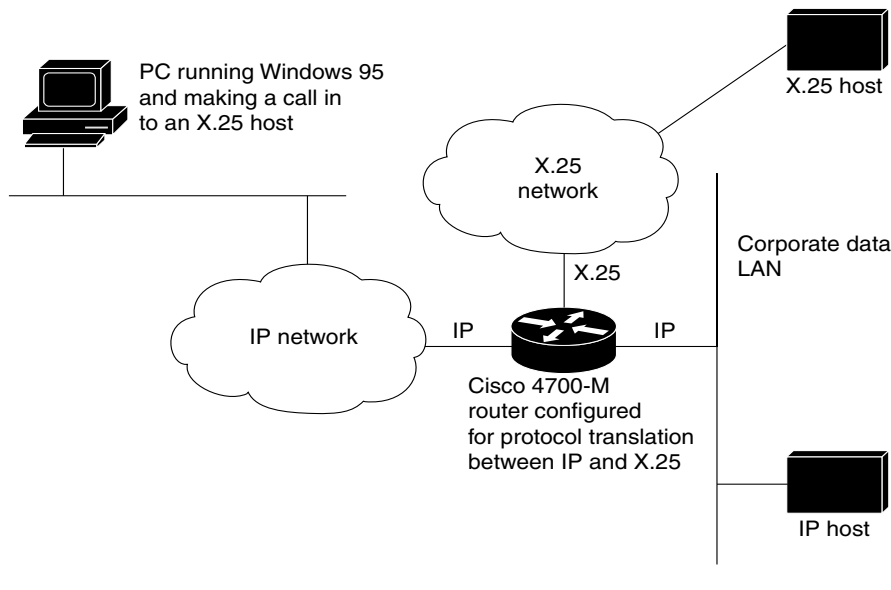 PC running Windows 95
and making a call in
to an X.25 host
X.25 host
X.25
network
Corporate data
LAN
X.25
IP network
IP
IP
Cisco 4700-M
router configured
for protocol translation
between IP and X.25
IP host